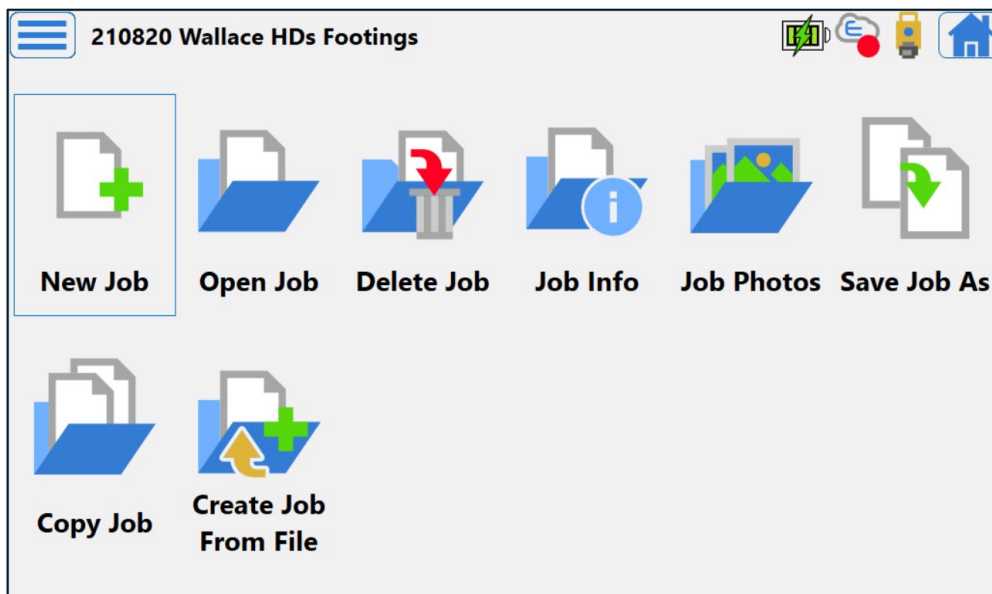 210820 Wallace HDs Footings
New Job
Open Job
Delete Job
Job Info
Job Photos
Save Job As
Copy Job
Create Job
From File